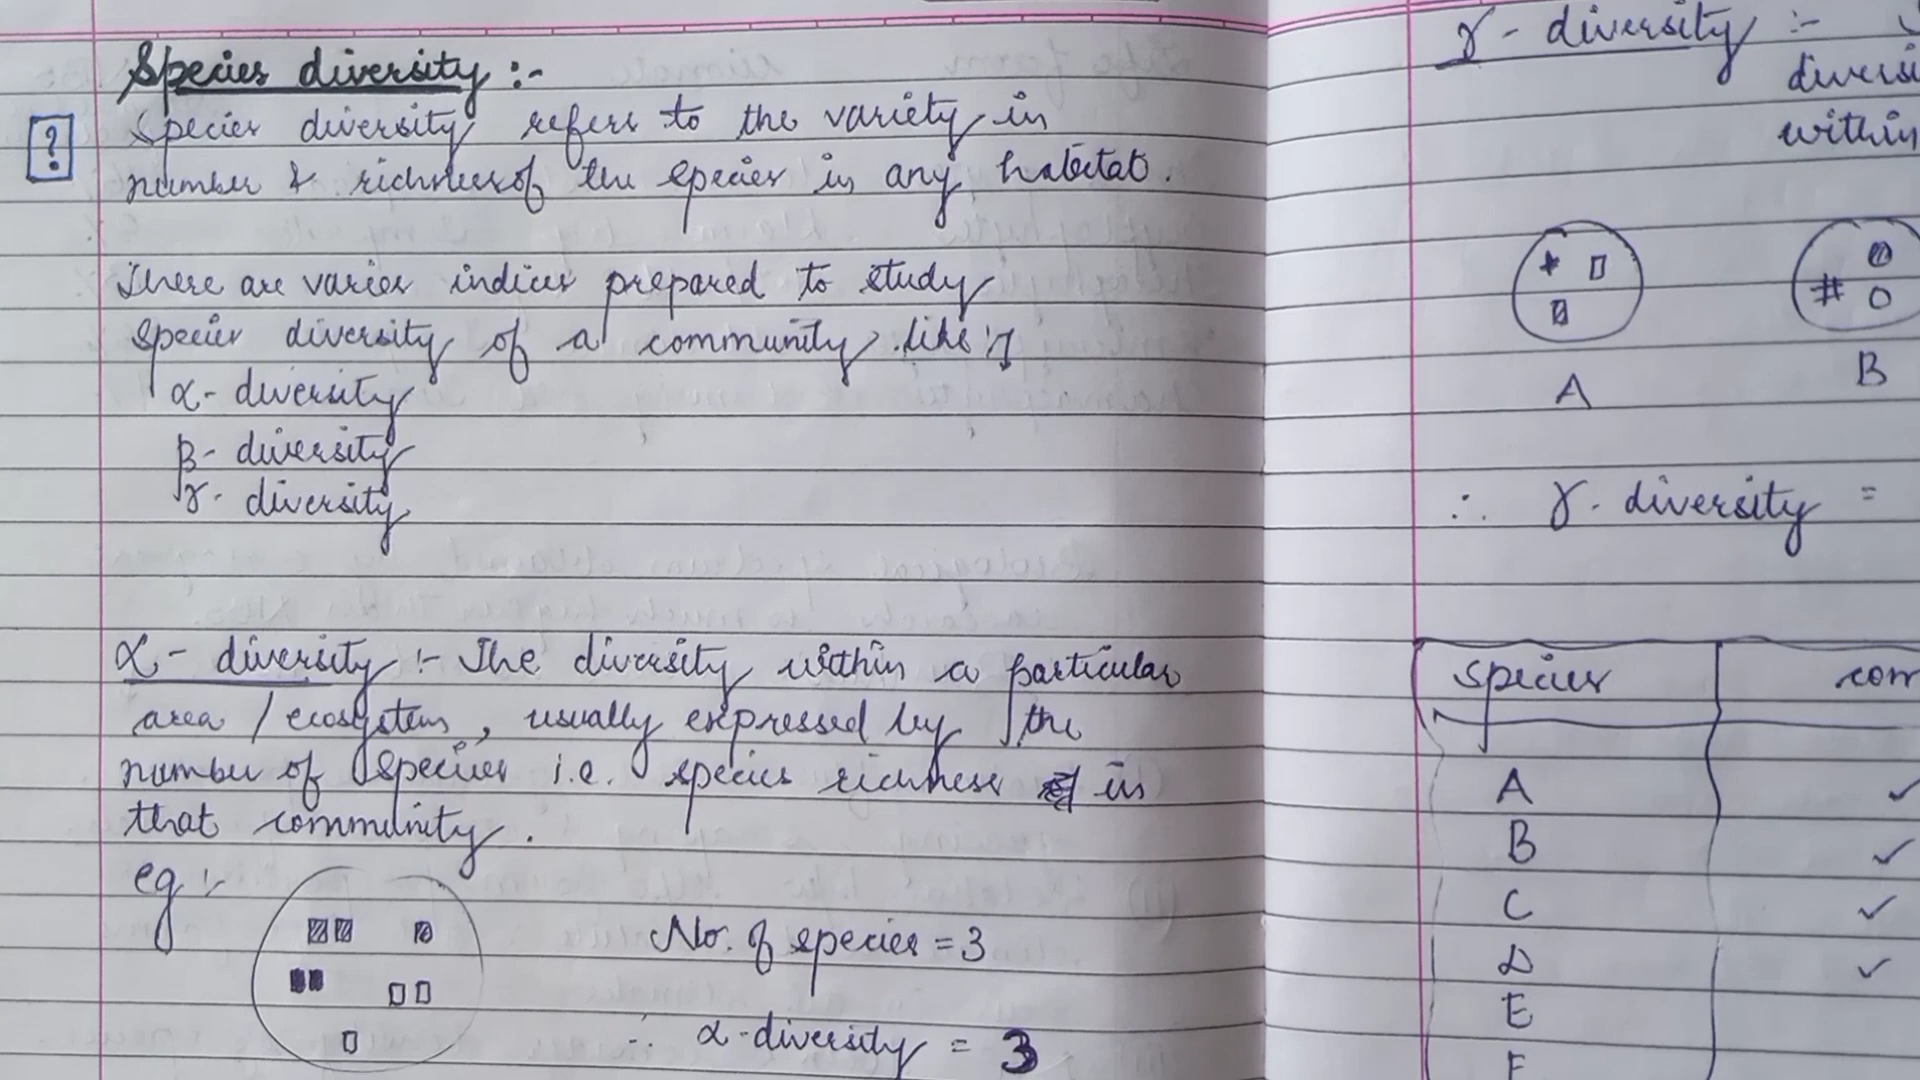 Species diversity :-
?
Species diversity refers to the variety in
number & richness of the species in any habitat.
There are varies indices prepared to study
species diversity of a community. like :-
α- diversity
β- diversity
γ- diversity
α- diversity :- The diversity within a particular
area / ecosystem, usually expressed by the
number of species i.e. species richness in
that community.
eg :-
No. of species = 3
∴ α-diversity = 3
γ- diversity :-
diversi
within
# O
A
B
∴ γ- diversity =
species
com
A ✓
B ✓
C ✓
D ✓
E
F